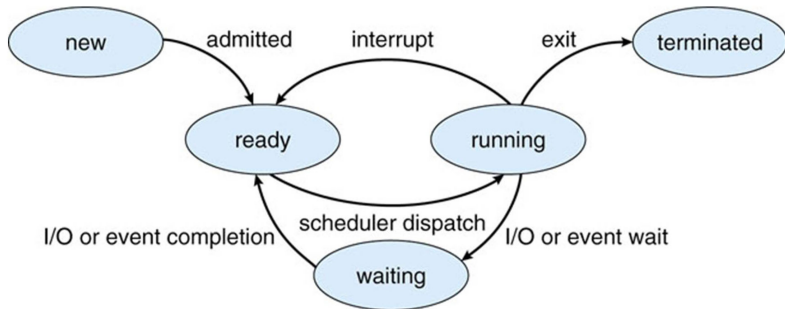 new
admitted
interrupt
exit
terminated
ready
running
I/O or event completion
scheduler dispatch
I/O or event wait
waiting